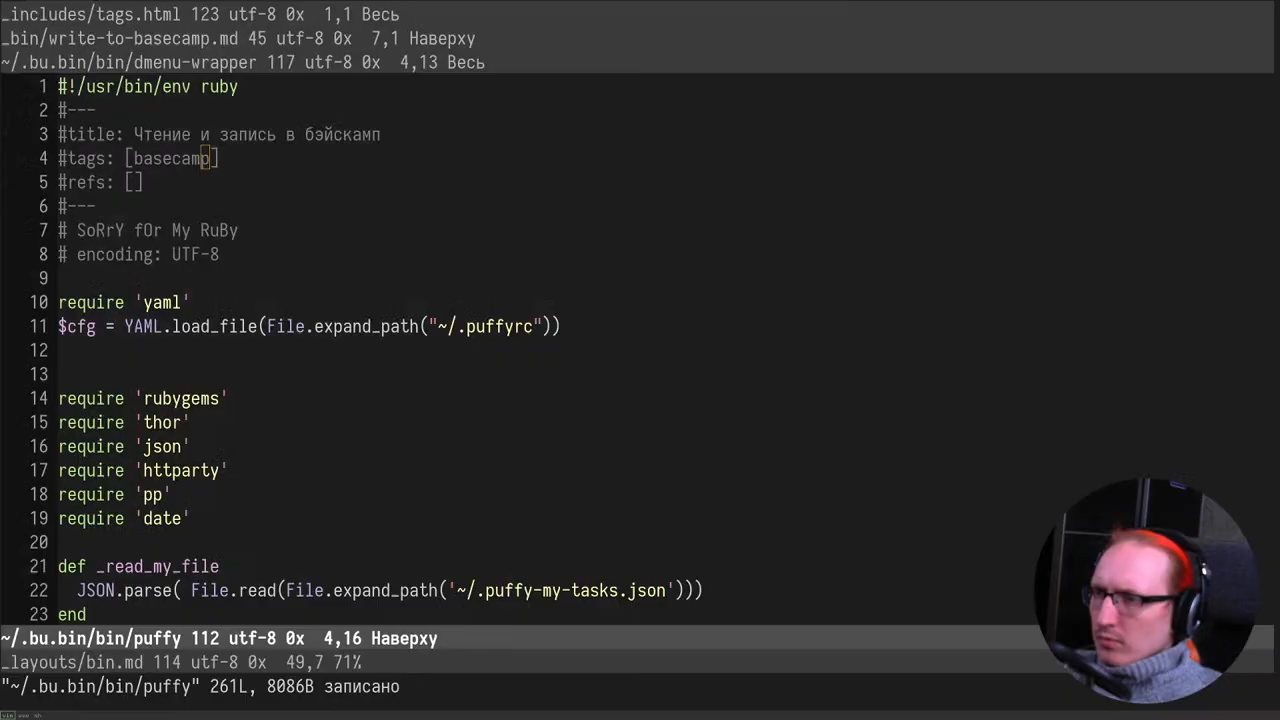 _includes/tags.html 123 utf-8 0x  1,1 Весь
_bin/write-to-basecamp.md 45 utf-8 0x  7,1 Наверху
~/.bu.bin/bin/dmenu-wrapper 117 utf-8 0x  4,13 Весь
1 #!/usr/bin/env ruby
2 #---
3 #title: Чтение и запись в бэйскамп
4 #tags: [basecamp]
5 #refs: []
6 #---
7 # SoRrY fOr My RuBy
8 # encoding: UTF-8
9
10 require 'yaml'
11 $cfg = YAML.load_file(File.expand_path("~/.puffyrc"))
12
13
14 require 'rubygems'
15 require 'thor'
16 require 'json'
17 require 'httparty'
18 require 'pp'
19 require 'date'
20
21 def _read_my_file
22   JSON.parse( File.read(File.expand_path('~/.puffy-my-tasks.json')))
23 end
~/.bu.bin/bin/puffy 112 utf-8 0x  4,16 Наверху
_layouts/bin.md 114 utf-8 0x  49,7 71%
"~/.bu.bin/bin/puffy" 261L, 8086B записано